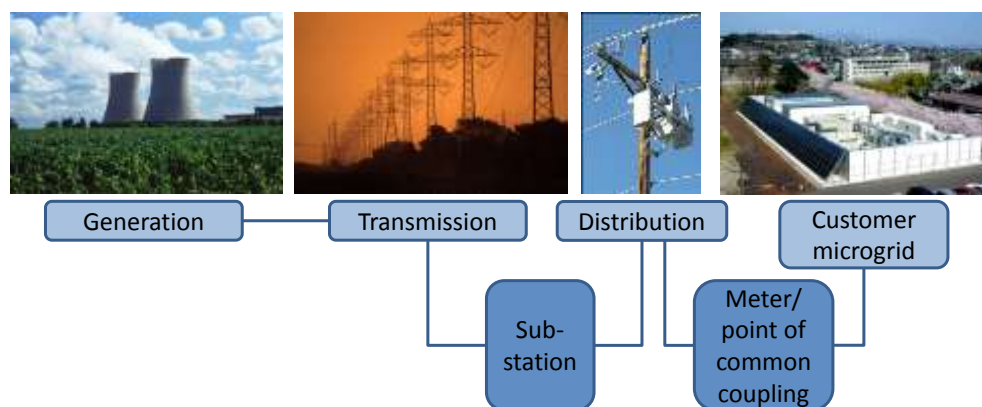 Generation
Transmission
Distribution
Customer
microgrid
Sub-
station
Meter/
point of
common
coupling